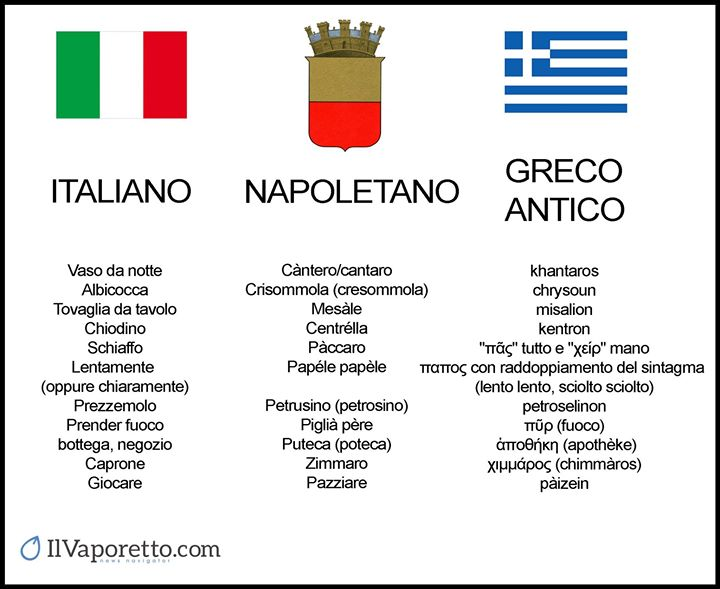 ITALIANO NAPOLETANO GRECO ANTICO
Vaso da notte Càntero/cantaro khantaros
Albicocca Crisommola (cresommola) chrysoun
Tovaglia da tavolo Mesàle misalion
Chiodino Centrélla kentron
Schiaffo Pàccaro "πᾶς" tutto e "χείρ" mano
Lentamente Papéle papèle παπος con raddoppiamento del sintagma
(oppure chiaramente) (lento lento, sciolto sciolto)
Prezzemolo Petrusino (petrosino) petroselinon
Prender fuoco Piglià père πῦρ (fuoco)
bottega, negozio Puteca (poteca) ἀποθήκη (apothèke)
Caprone Zimmaro χιμμάρος (chimmàros)
Giocare Pazziare pàizein
IlVaporetto.com
news navigator